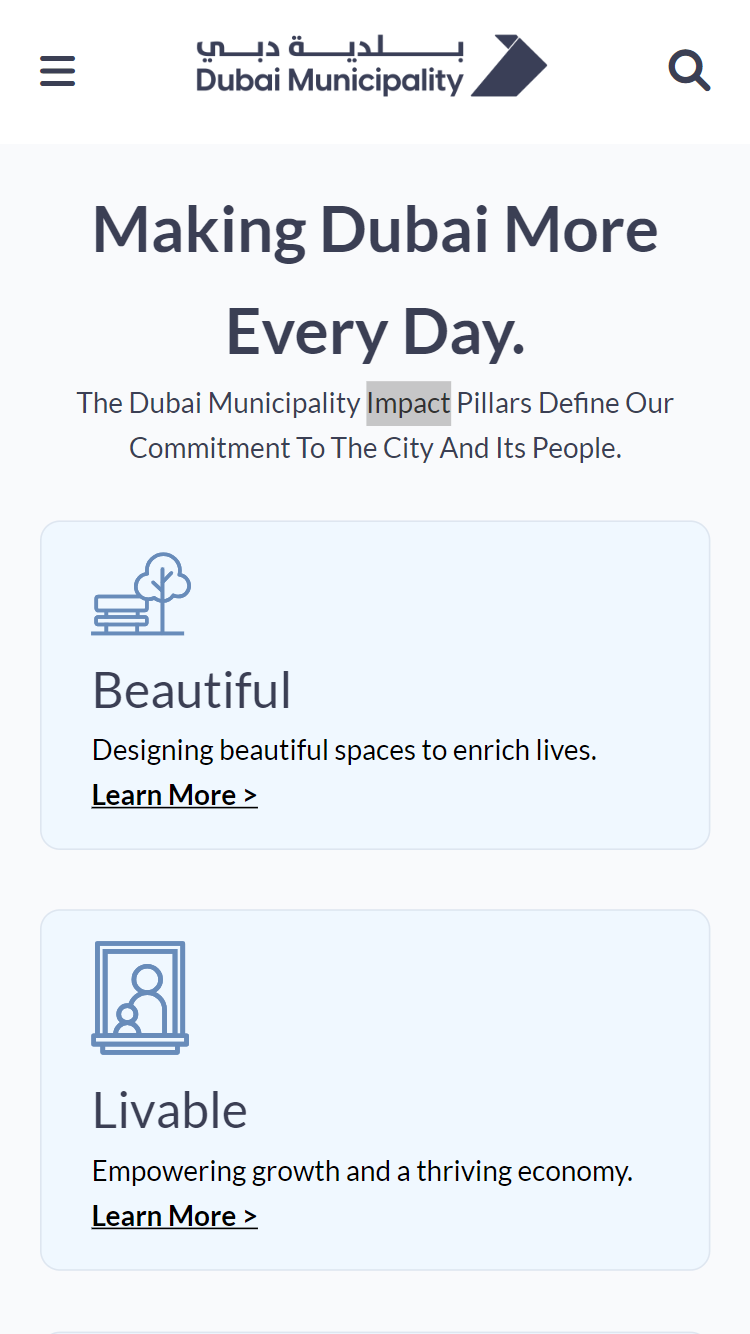 بلدية دبي
Dubai Municipality
Making Dubai More
Every Day.
The Dubai Municipality Impact Pillars Define Our
Commitment To The City And Its People.
Beautiful
Designing beautiful spaces to enrich lives.
Learn More >
Livable
Empowering growth and a thriving economy.
Learn More >